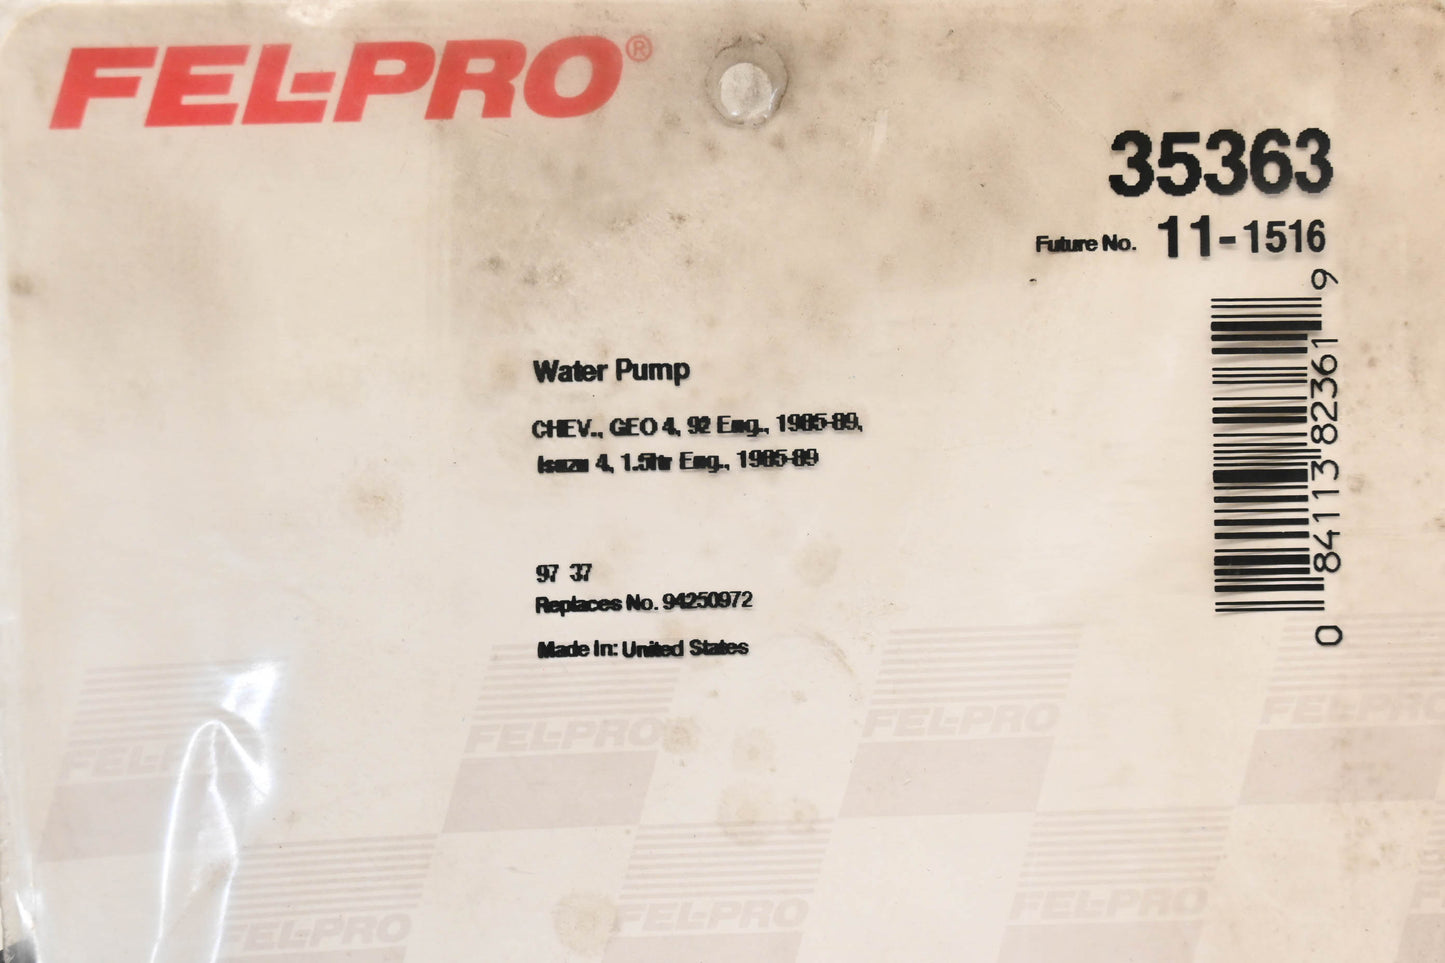 FEL-PRO®
35363
Future No. 11-1516
Water Pump
CHEV., GEO 4, 92 Eng., 1985-89,
Isuzu 4, 1.5ltr Eng., 1985-89
97 37
Replaces No. 94250972
Made In: United States
0 84113 82361 9
FEL-PRO
FEL-PRO
FEL-PRO
FEL-PRO
FEL-PRO
FEL-PRO
FEL-PRO